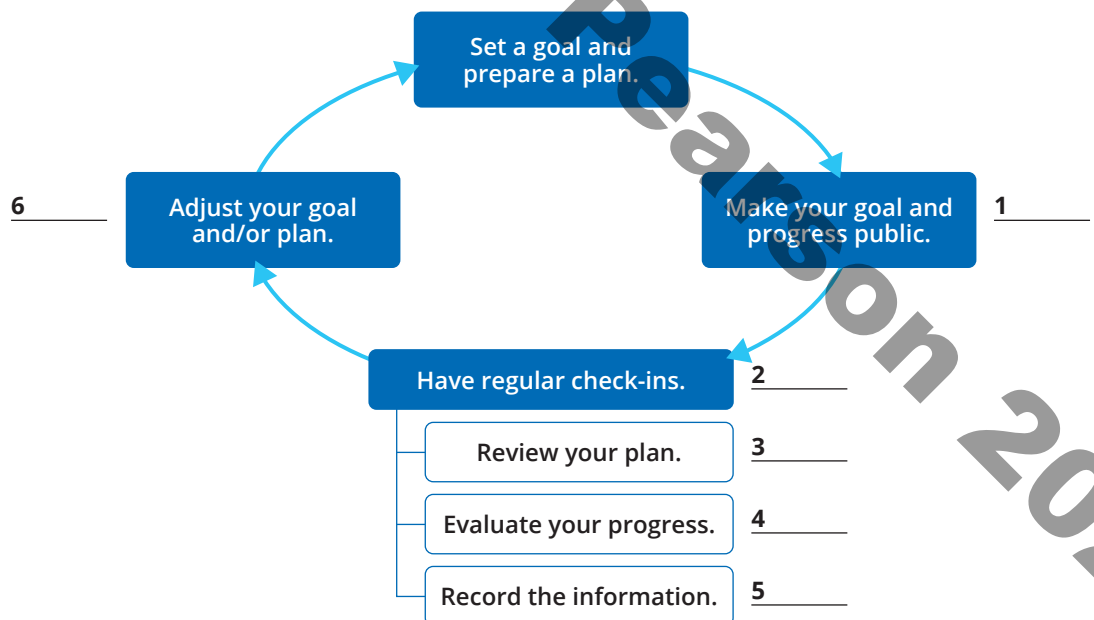 Set a goal and
prepare a plan.
6
Adjust your goal
and/or plan.
Make your goal and
progress public.
1
Have regular check-ins.
2
Review your plan.
3
Evaluate your progress.
4
Record the information.
5
Pearson 202